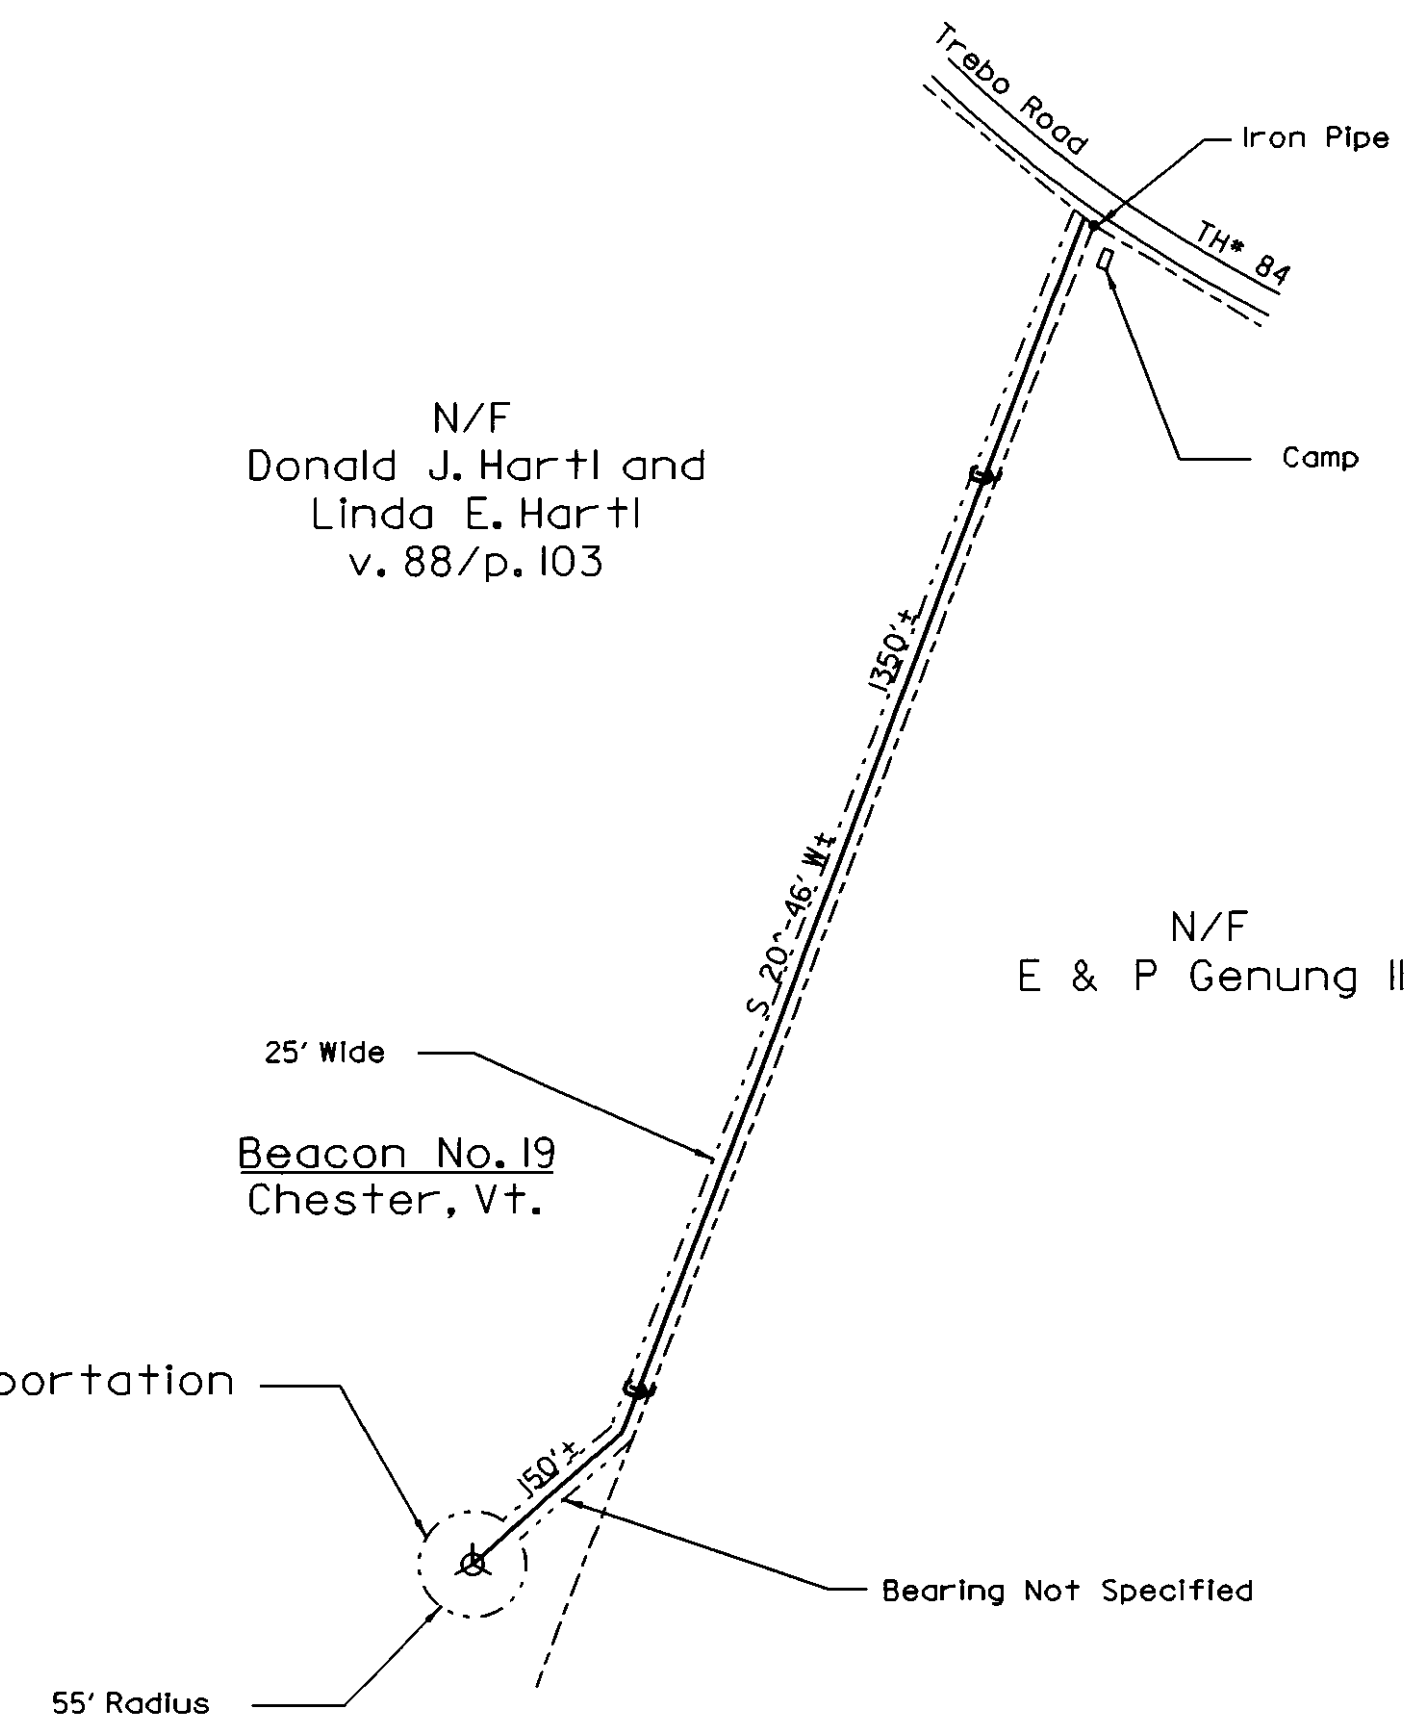 Trebo Road
Iron Pipe
TH# 84
N/F
Donald J. Hartl and
Linda E. Hartl
v. 88/p. 103
Camp
1350'±
S 20^-46' W±
N/F
E & P Genung II
25' Wide
Beacon No. 19
Chester, Vt.
portation
150'±
Bearing Not Specified
55' Radius